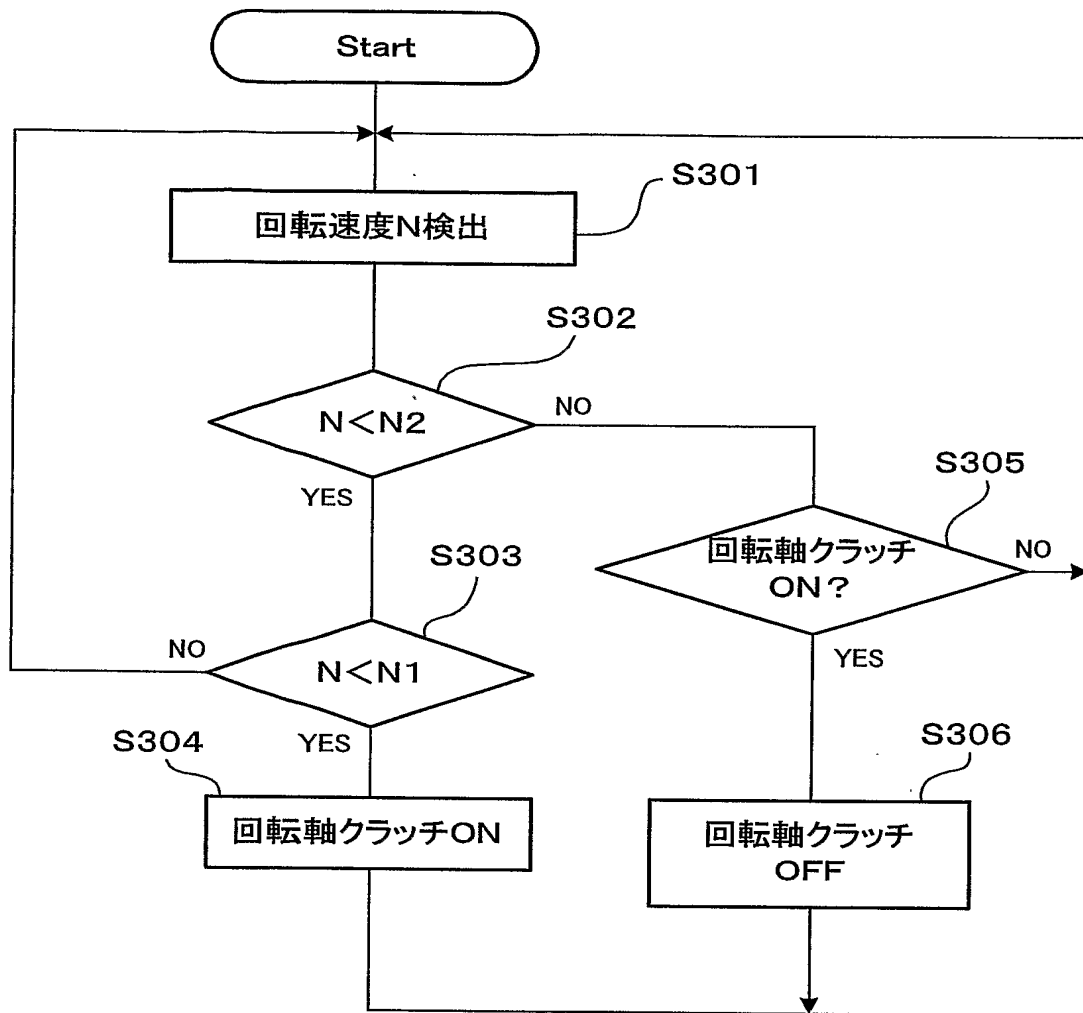 Start
S301
回転速度N検出
S302
N<N2
NO
YES
S305
回転軸クラッチ
ON?
NO
YES
S303
N<N1
NO
YES
S304
回転軸クラッチON
S306
回転軸クラッチ
OFF